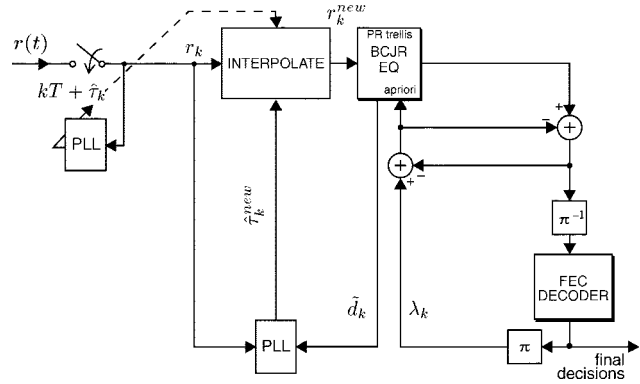 r(t)
kT + τ̂_k
PLL
r_k
INTERPOLATE
r_k^{new}
PR trellis
BCJR
EQ
apriori
+
−
+
+
−
π⁻¹
FEC
DECODER
τ̂_k^{new}
d̃_k
λ_k
PLL
π
final
decisions